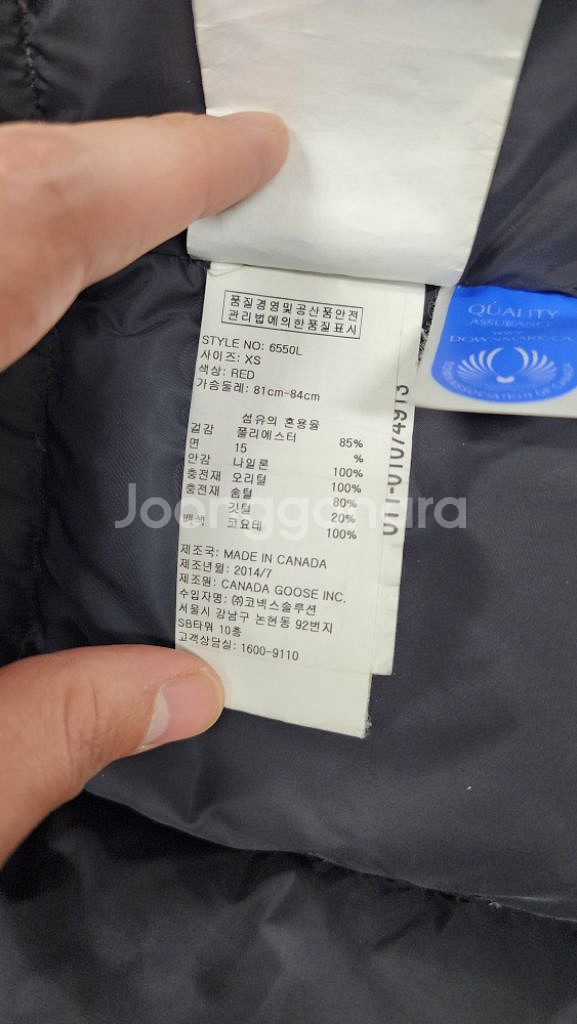 품질경영및공산품안전
관리법에의한품질표시
STYLE NO: 6550L
사이즈: XS
색상: RED
가슴둘레: 81cm-84cm
섬유의 혼용율
겉감 폴리에스터 85%
면 15 %
안감 나일론 100%
충전재 오리털 100%
충전재 솜털 80%
깃털 20%
배색 코요테 100%
제조국: MADE IN CANADA
제조년월: 2014/7
제조원: CANADA GOOSE INC.
수입자명: ㈜코넥스솔루션
서울시 강남구 논현동 92번지
SB타워 10층
고객상담실: 1600-9110
QUALITY
ASSURANCE
www.
DOWNMARK.CA
DOWN ASSOCIATION OF CANADA
Joonggonara